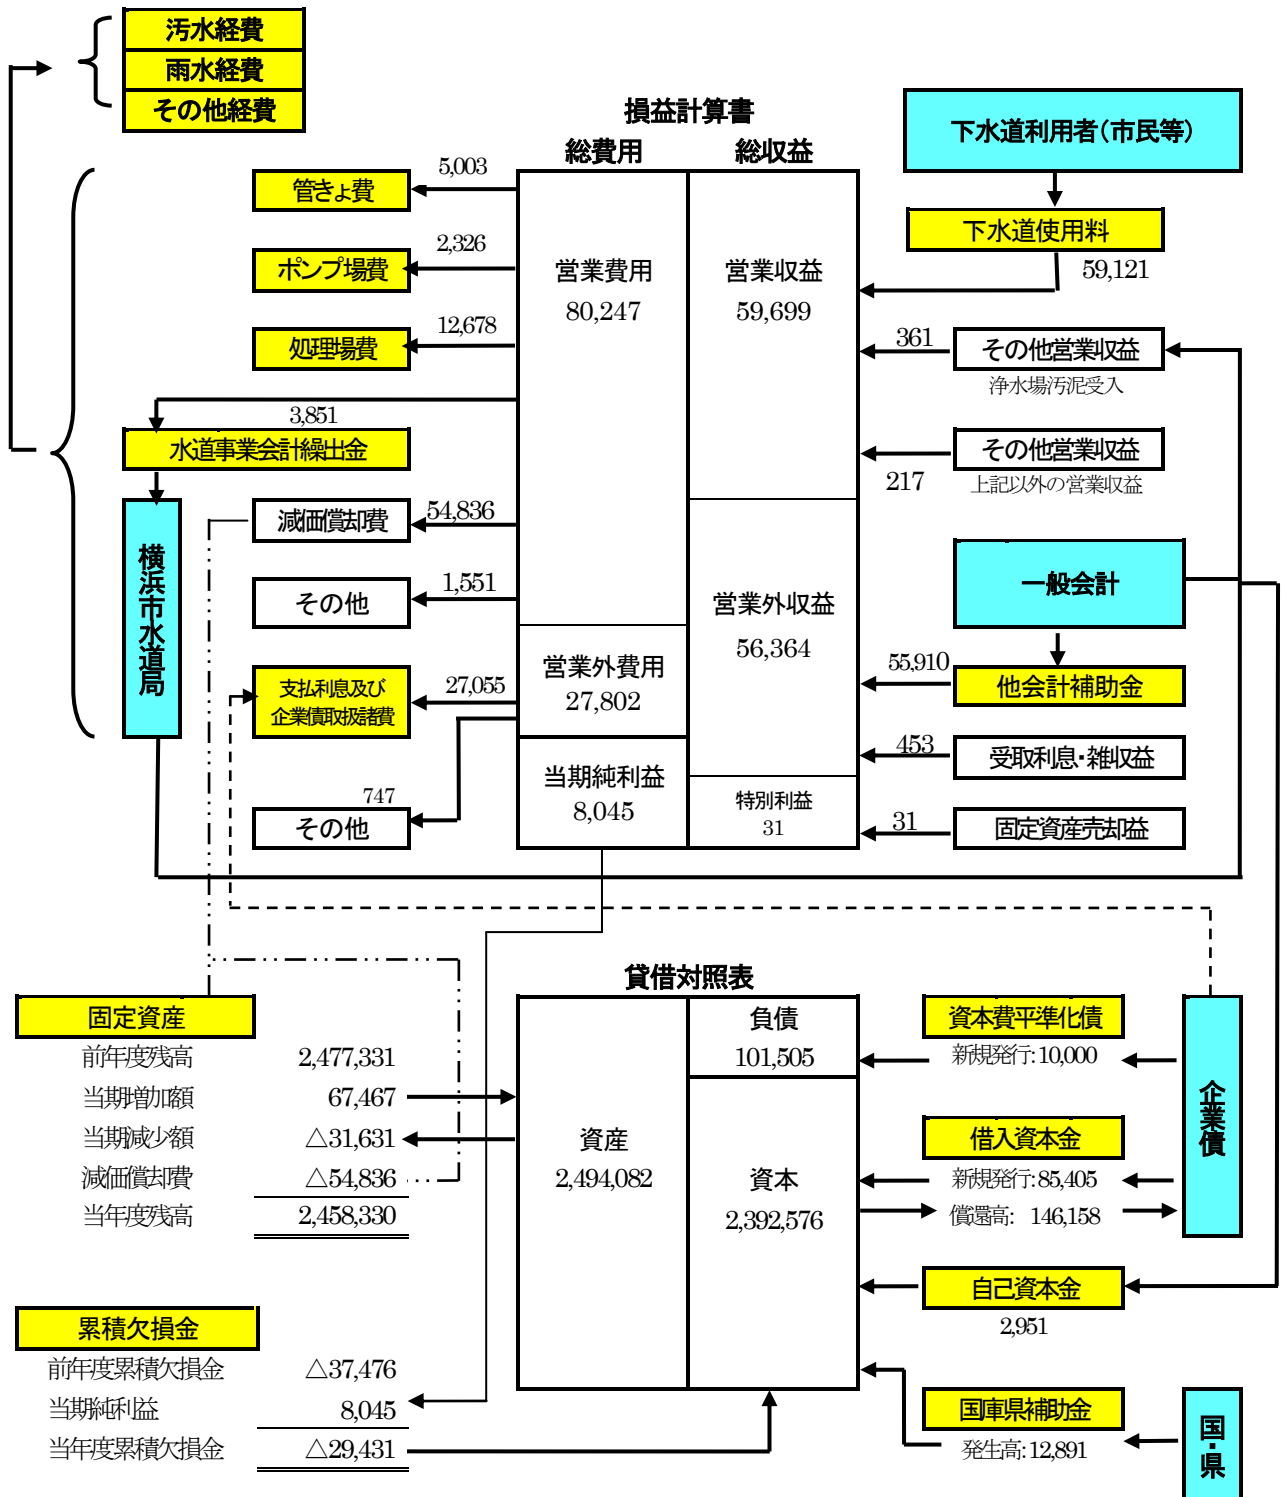 汚水経費
雨水経費
その他経費
損益計算書
総費用
総収益
下水道利用者（市民等）
管きょ費
5,003
下水道使用料
59,121
ポンプ場費
2,326
営業費用
80,247
営業収益
59,699
処理場費
12,678
361
その他営業収益
浄水場汚泥受入
3,851
水道事業会計繰出金
その他営業収益
217
上記以外の営業収益
横浜市水道局
減価償却費
54,836
一般会計
その他
1,551
営業外収益
56,364
営業外費用
27,802
支払利息及び
企業債取扱諸費
27,055
55,910
他会計補助金
453
受取利息・雑収益
当期純利益
8,045
747
その他
特別利益
31
31
固定資産売却益
貸借対照表
固定資産
前年度残高 2,477,331
当期増加額 67,467
当期減少額 △31,631
減価償却費 △54,836
当年度残高 2,458,330
資産
2,494,082
負債
101,505
資本
2,392,576
資本費平準化債
新規発行:10,000
借入資本金
新規発行:85,405
償還高: 146,158
企業債
自己資本金
2,951
累積欠損金
前年度累積欠損金 △37,476
当期純利益 8,045
当年度累積欠損金 △29,431
国庫県補助金
発生高:12,891
国・県